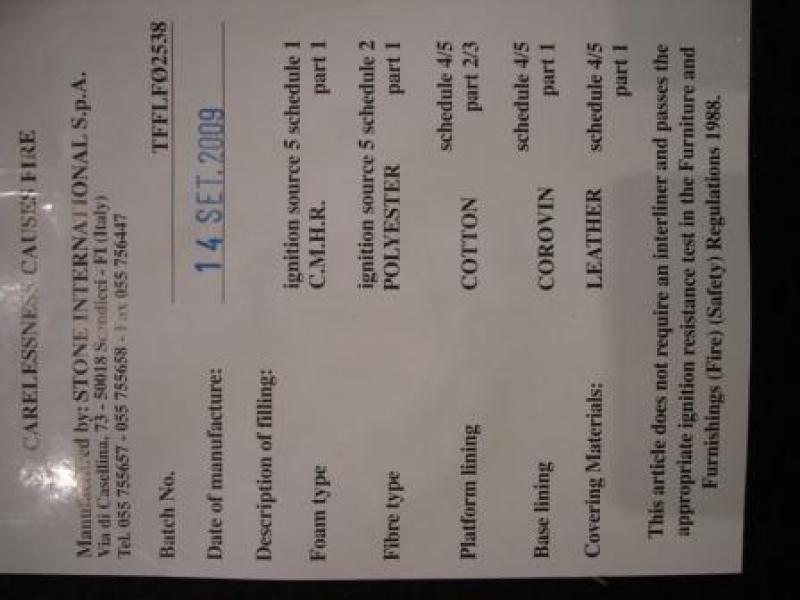 CARELESSNESS CAUSES FIRE
Manufactured by: STONE INTERNATIONAL S.p.A.
Via di Casellina, 73 - 50018 Scandicci - FI (Italy)
Tel. 055 755657 - 055 755658 - Fax 055 756447
Batch No. TFFLFØ2538
Date of manufacture: 14 SET. 2009
Description of filling:
Foam type C.M.H.R. ignition source 5 schedule 1 part 1
Fibre type POLYESTER ignition source 5 schedule 2 part 1
Platform lining COTTON schedule 4/5 part 2/3
Base lining COROVIN schedule 4/5 part 1
Covering Materials: LEATHER schedule 4/5 part 1
This article does not require an interliner and passes the
appropriate ignition resistance test in the Furniture and
Furnishings (Fire) (Safety) Regulations 1988.